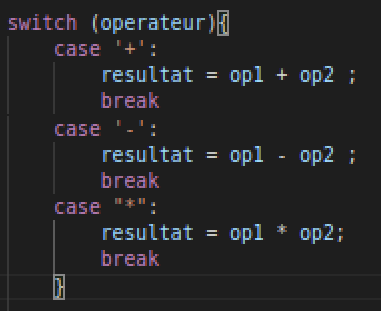 switch (operateur){
case '+':
resultat = op1 + op2 ;
break
case '-':
resultat = op1 - op2 ;
break
case "*":
resultat = op1 * op2;
break
}